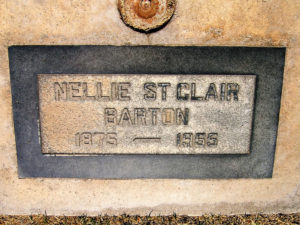 NELLIE ST CLAIR
BARTON
1875 — 1955